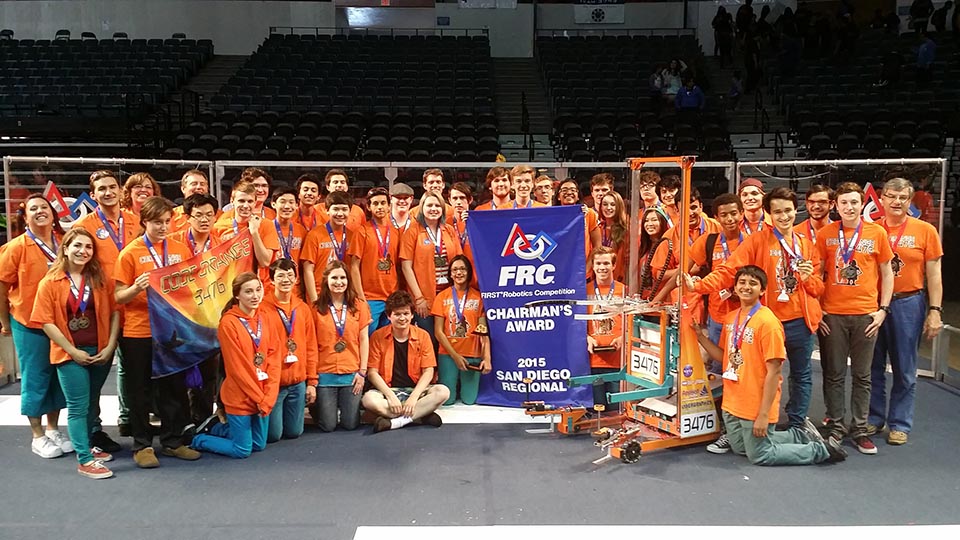 CODE ORANGE
3476
FRC
FIRST® Robotics Competition
CHAIRMAN'S
AWARD
2015
SAN DIEGO
REGIONAL
3476
3476